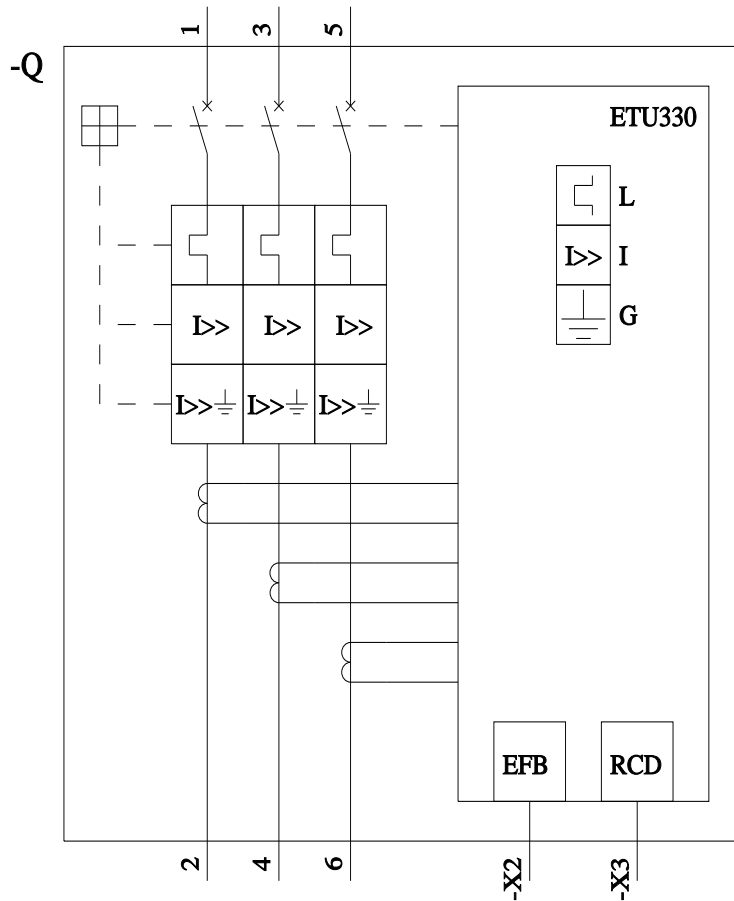 1 3 5
-Q
ETU330
L
I>> I
G
I>> I>> I>>
I>> I>> I>>
EFB RCD
2 4 6 -X2 -X3